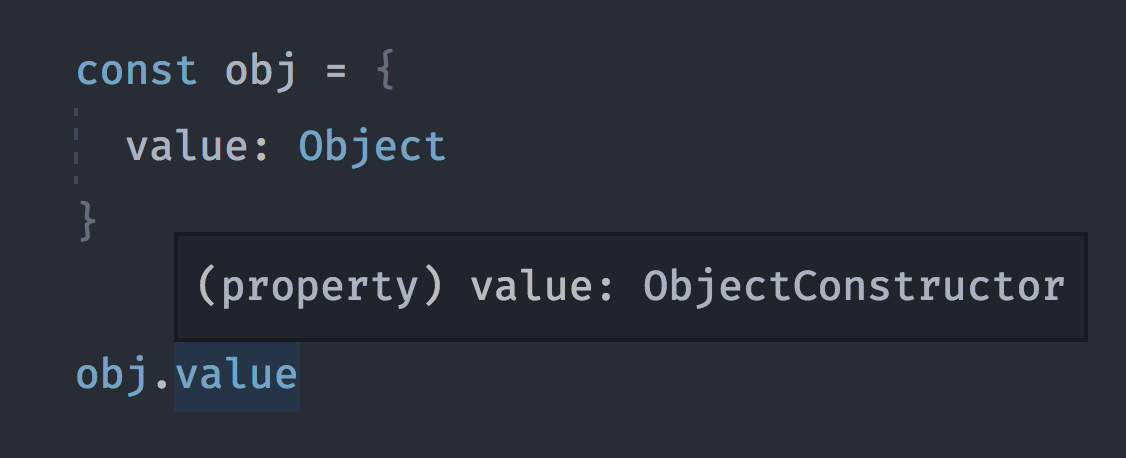 const obj = {
value: Object
}
(property) value: ObjectConstructor
obj.value